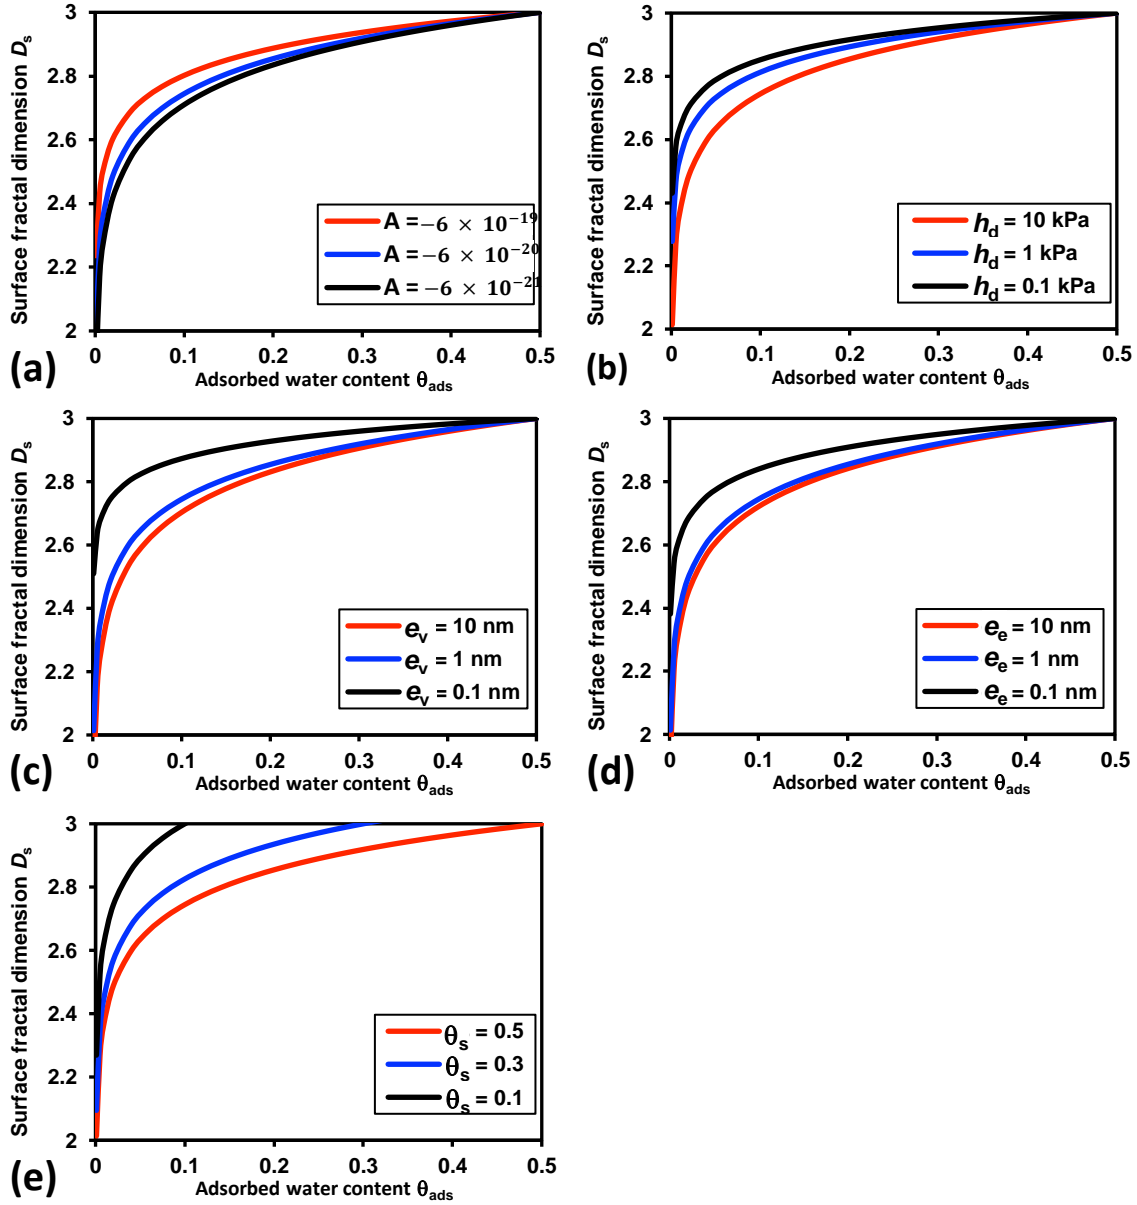 Surface fractal dimension Ds
3
2.8
2.6
2.4
2.2
2
A = −6 × 10−19
A = −6 × 10−20
A = −6 × 10−21
0 0.1 0.2 0.3 0.4 0.5
Adsorbed water content θads
(a)
Surface fractal dimension Ds
3
2.8
2.6
2.4
2.2
2
hd = 10 kPa
hd = 1 kPa
hd = 0.1 kPa
0 0.1 0.2 0.3 0.4 0.5
Adsorbed water content θads
(b)
Surface fractal dimension Ds
3
2.8
2.6
2.4
2.2
2
ev = 10 nm
ev = 1 nm
ev = 0.1 nm
0 0.1 0.2 0.3 0.4 0.5
Adsorbed water content θads
(c)
Surface fractal dimension Ds
3
2.8
2.6
2.4
2.2
2
ee = 10 nm
ee = 1 nm
ee = 0.1 nm
0 0.1 0.2 0.3 0.4 0.5
Adsorbed water content θads
(d)
Surface fractal dimension Ds
3
2.8
2.6
2.4
2.2
2
θs = 0.5
θs = 0.3
θs = 0.1
0 0.1 0.2 0.3 0.4 0.5
Adsorbed water content θads
(e)